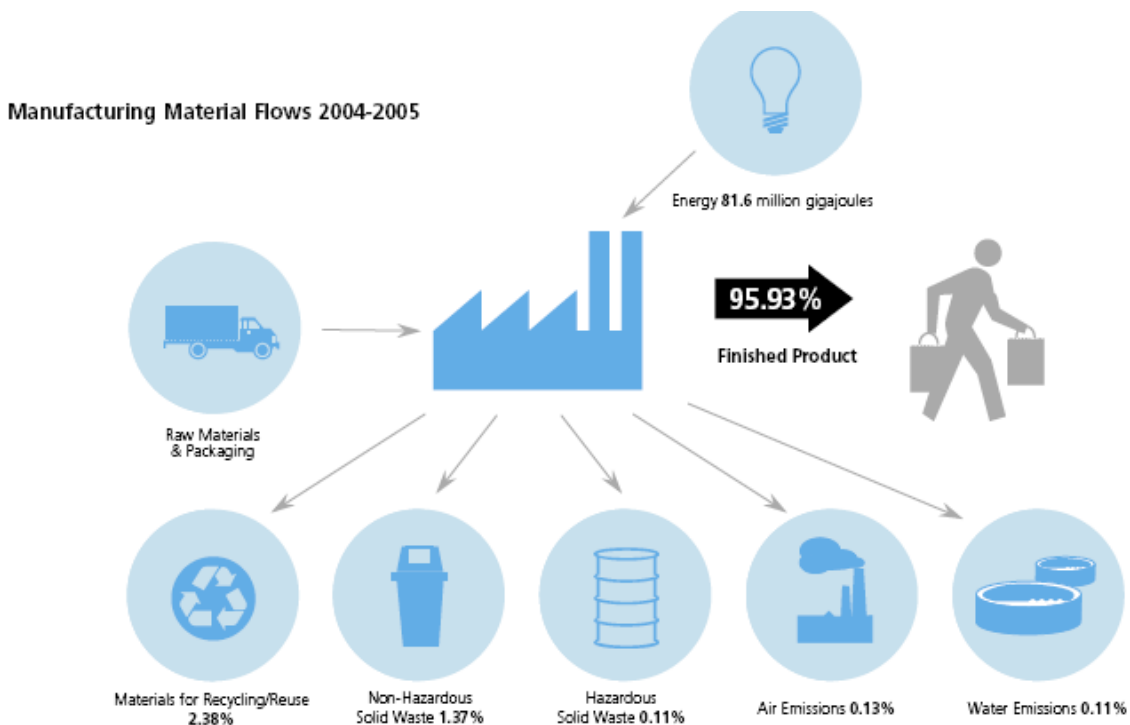 Manufacturing Material Flows 2004-2005
Energy 81.6 million gigajoules
95.93%
Finished Product
Raw Materials
& Packaging
Materials for Recycling/Reuse
2.38%
Non-Hazardous
Solid Waste 1.37%
Hazardous
Solid Waste 0.11%
Air Emissions 0.13%
Water Emissions 0.11%